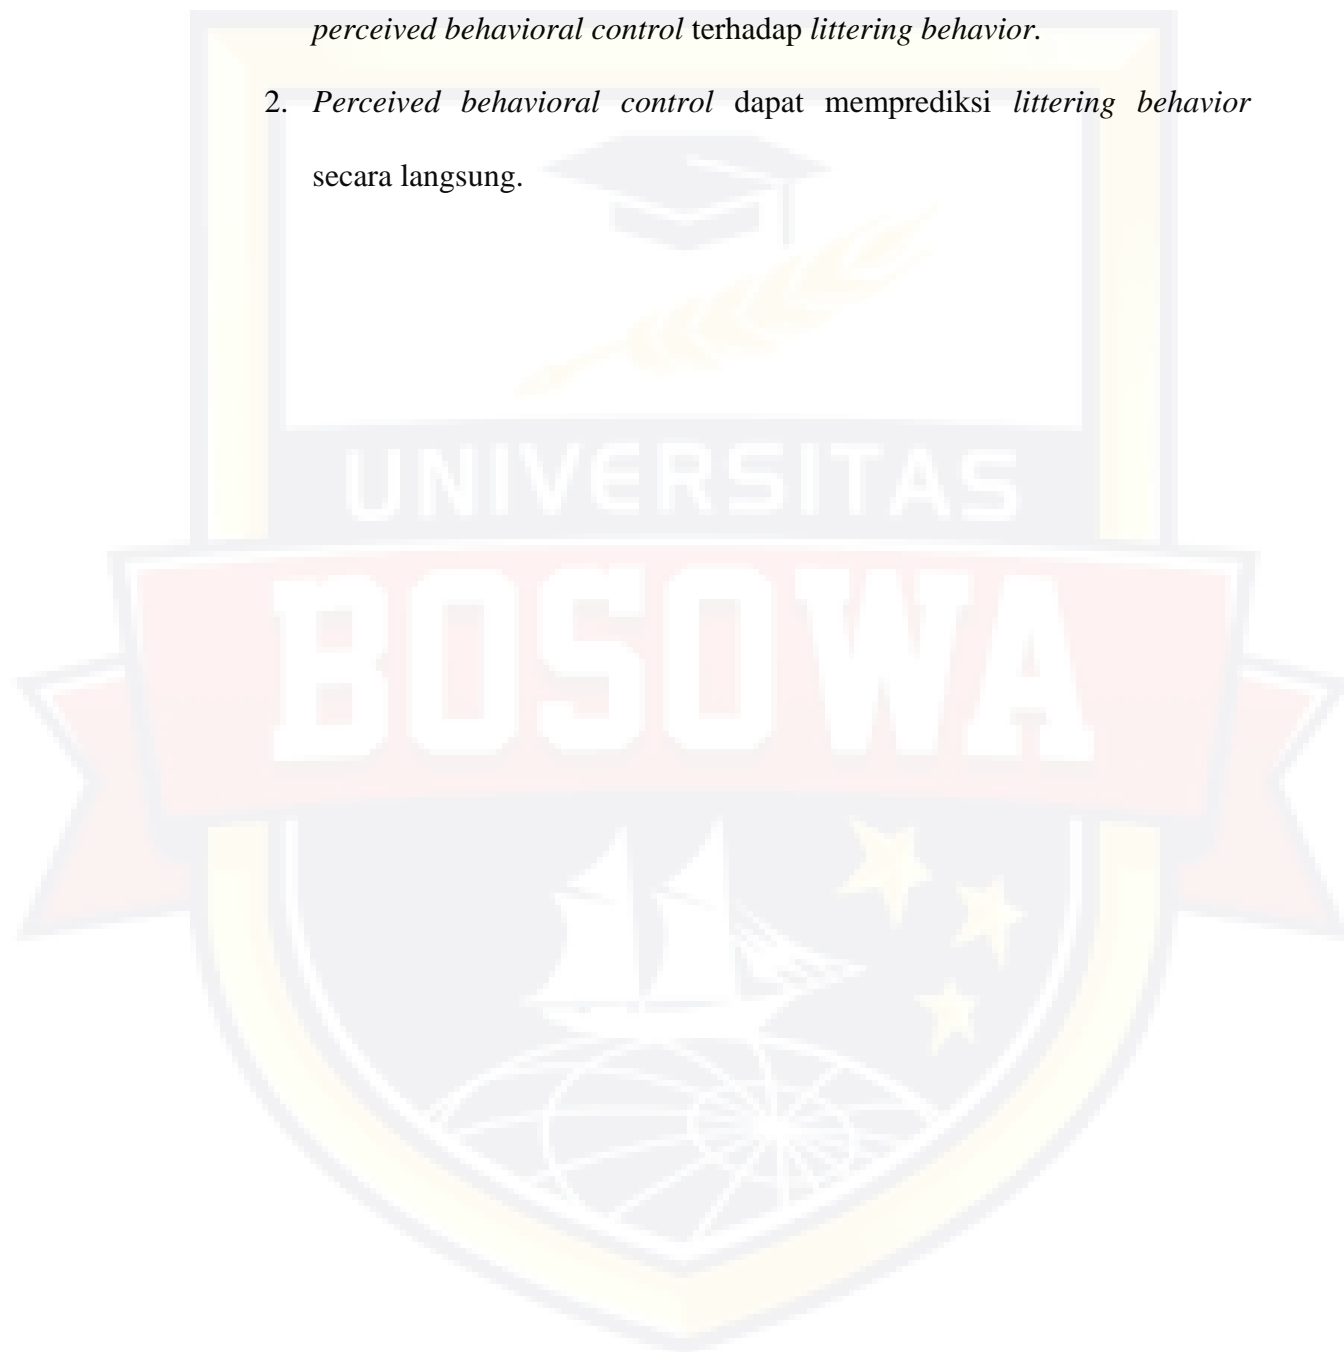 perceived behavioral control terhadap littering behavior.
2. Perceived behavioral control dapat memprediksi littering behavior
secara langsung.
UNIVERSITAS
BOSOWA